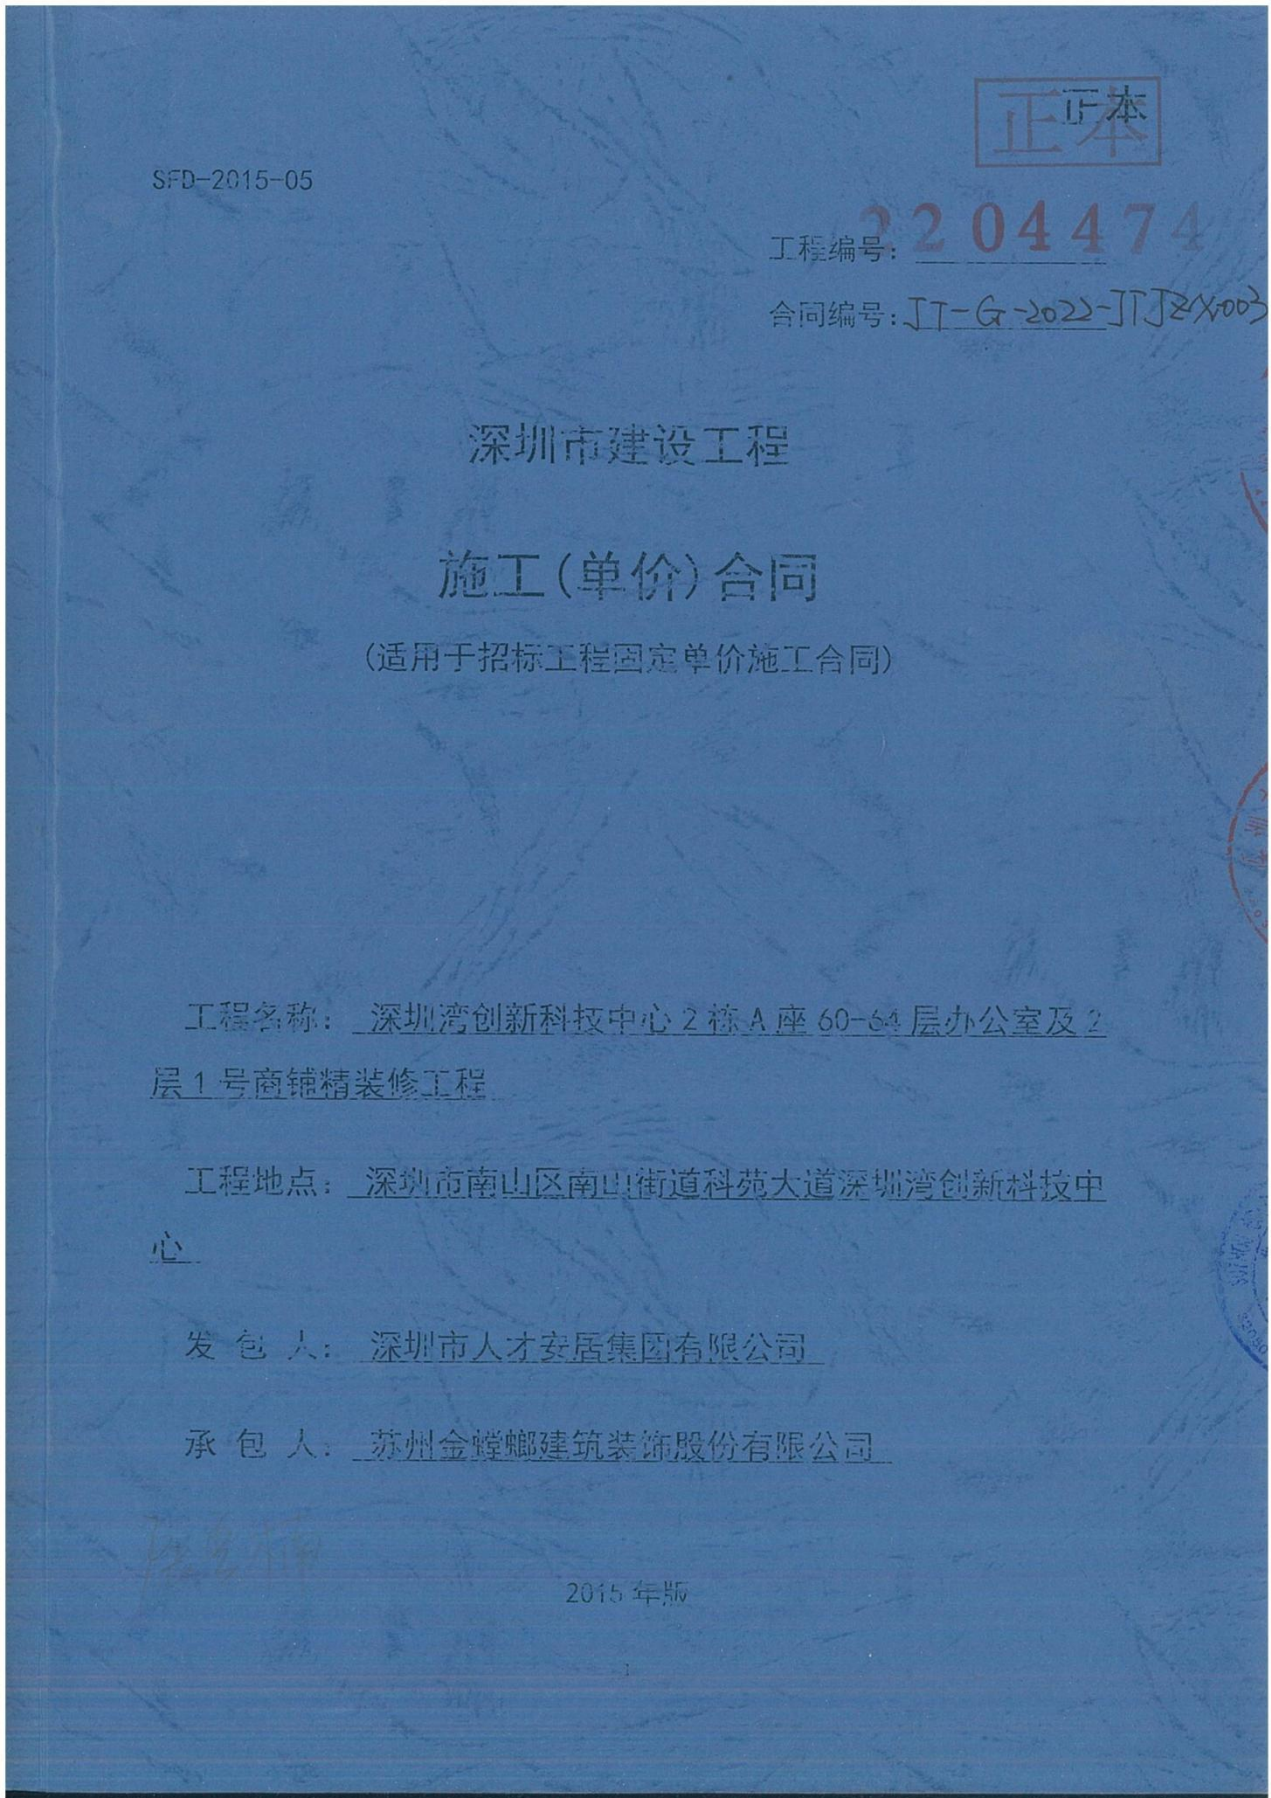 正本
正本
SFD-2015-05
2204474
工程编号:
合同编号:JT-G-2022-JTJZX-003
深圳市建设工程
施工(单价)合同
(适用于招标工程固定单价施工合同)
工程名称: 深圳湾创新科技中心2栋A座60-64层办公室及2
层1号商铺精装修工程
工程地点: 深圳市南山区南山街道科苑大道深圳湾创新科技中
心
发 包 人: 深圳市人才安居集团有限公司
承 包 人: 苏州金螳螂建筑装饰股份有限公司
2015 年版
1